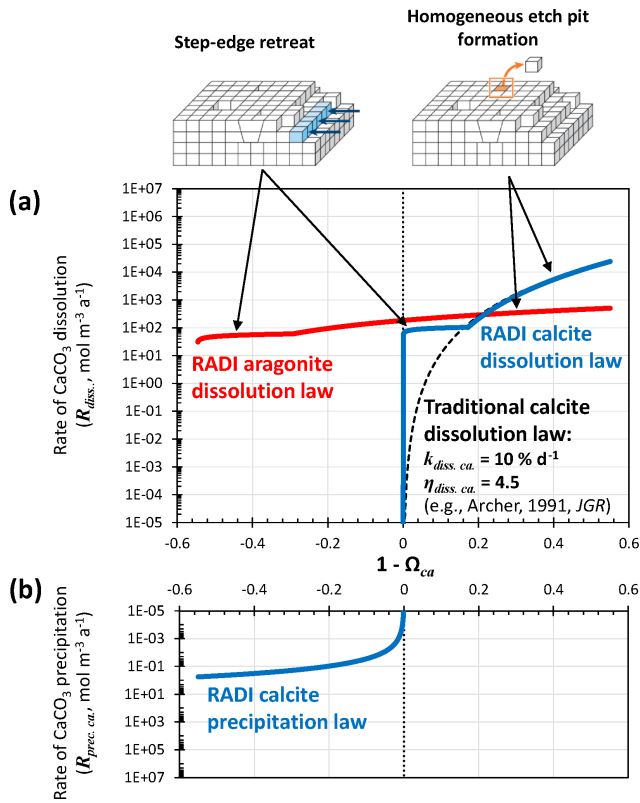 Step-edge retreat
Homogeneous etch pit
formation
(a)
Rate of CaCO3 dissolution
(Rdiss., mol m-3 a-1)
1E+07
1E+06
1E+05
1E+04
1E+03
1E+02
1E+01
1E+00
1E-01
1E-02
1E-03
1E-04
1E-05
RADI aragonite
dissolution law
RADI calcite
dissolution law
Traditional calcite
dissolution law:
kdiss. ca. = 10 % d-1
ηdiss. ca. = 4.5
(e.g., Archer, 1991, JGR)
-0.6 -0.4 -0.2 0 0.2 0.4 0.6
1 - Ωca
(b)
Rate of CaCO3 precipitation
(Rprec. ca., mol m-3 a-1)
-0.6 -0.4 -0.2 0 0.2 0.4 0.6
1E-05
1E-03
1E-01
1E+01
1E+03
1E+05
1E+07
RADI calcite
precipitation law